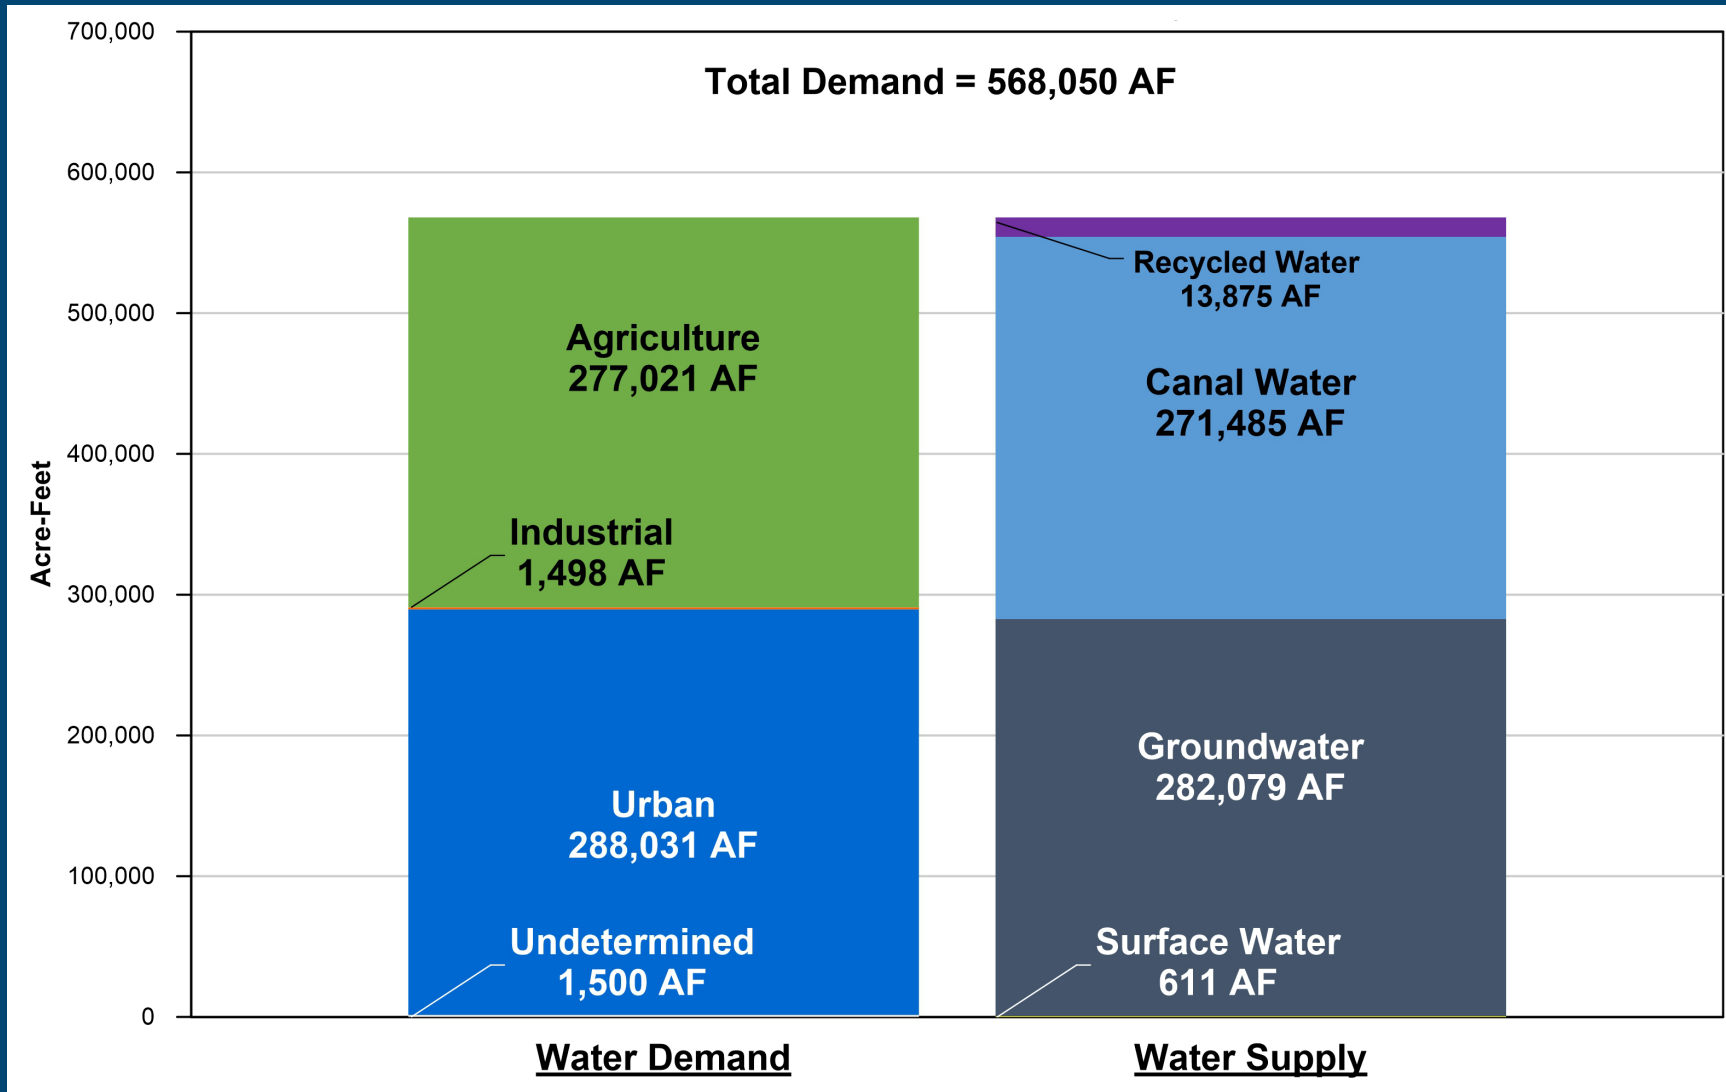 Total Demand = 568,050 AF
700,000
600,000
500,000
400,000
300,000
200,000
100,000
0
Acre-Feet
Agriculture
277,021 AF
Industrial
1,498 AF
Urban
288,031 AF
Undetermined
1,500 AF
Recycled Water
13,875 AF
Canal Water
271,485 AF
Groundwater
282,079 AF
Surface Water
611 AF
Water Demand
Water Supply